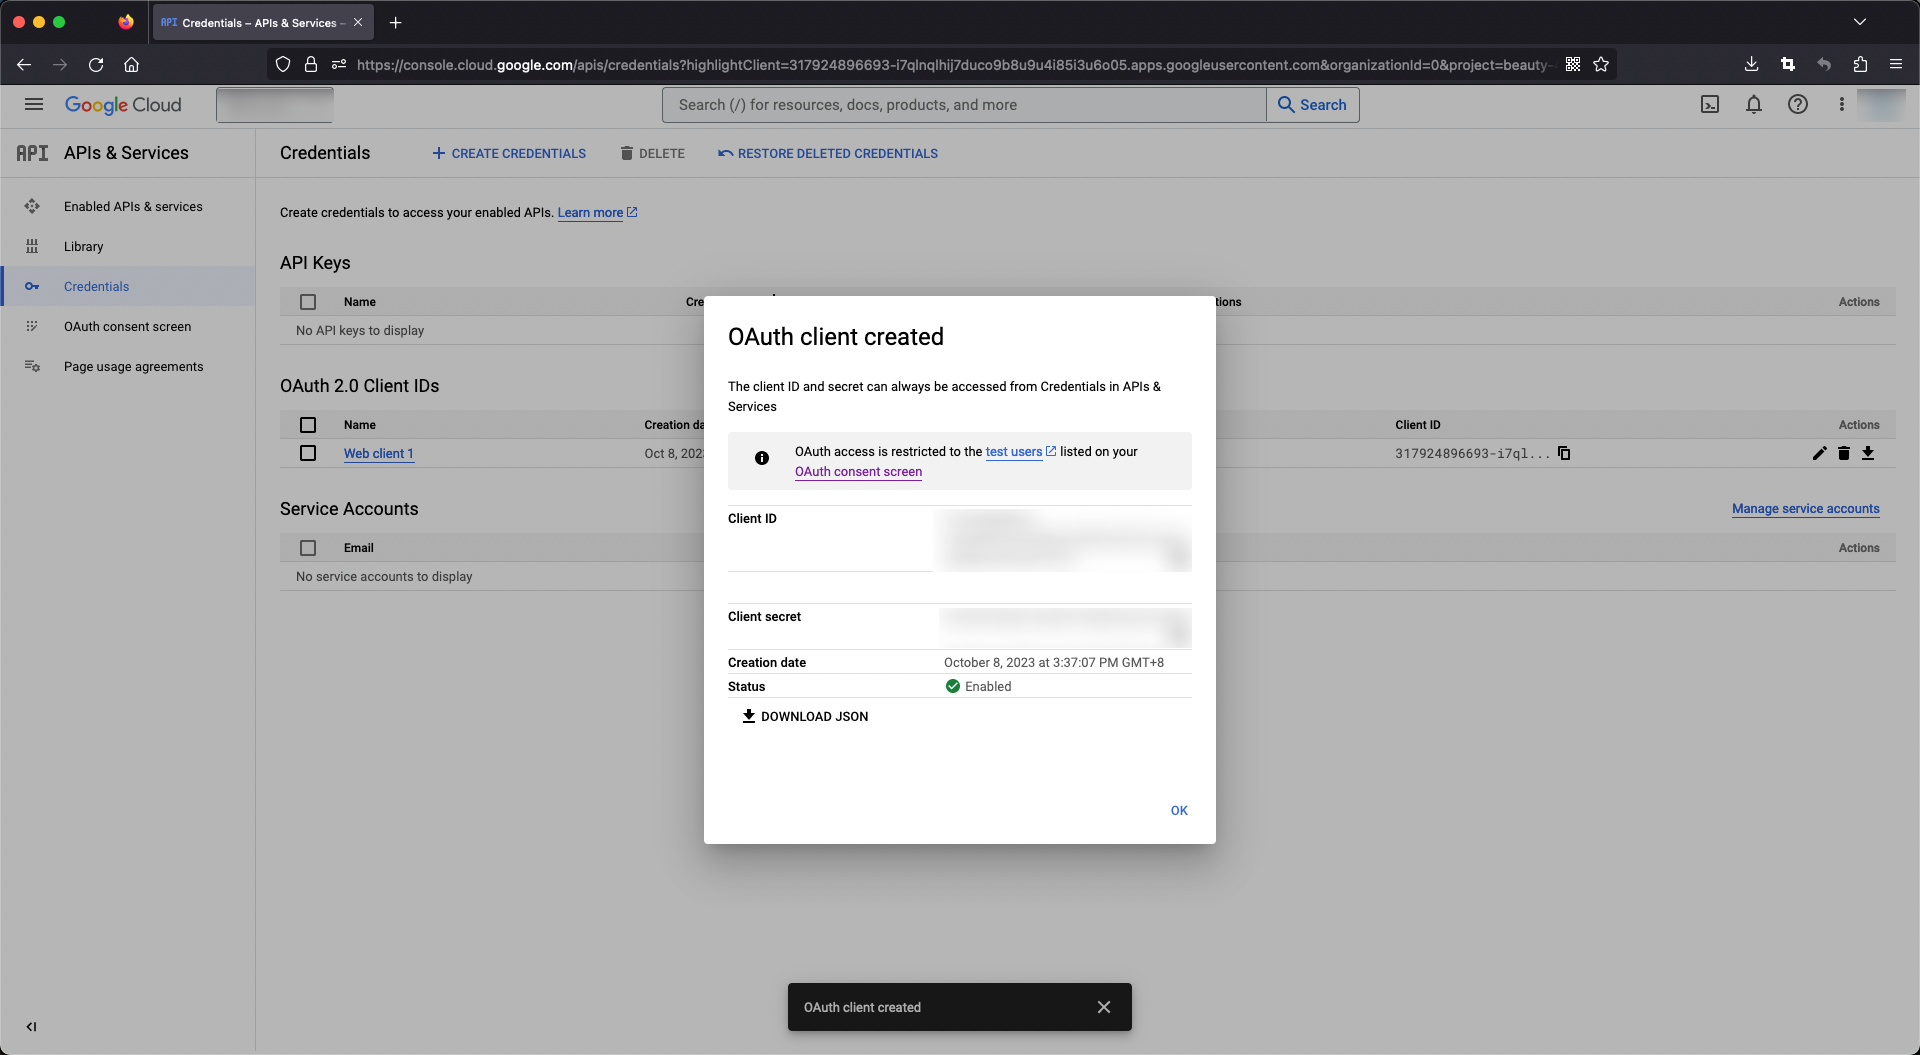 API Credentials – APIs & Services –
https://console.cloud.google.com/apis/credentials?highlightClient=317924896693-i7qlnqlhij7duco9b8u9u4i85i3u6o05.apps.googleusercontent.com&organizationId=0&project=beauty-
Google Cloud
Search (/) for resources, docs, products, and more
Search
API APIs & Services
Credentials
CREATE CREDENTIALS
DELETE
RESTORE DELETED CREDENTIALS
Enabled APIs & services
Library
Credentials
OAuth consent screen
Page usage agreements
Create credentials to access your enabled APIs. Learn more
API Keys
Name Cre tions Actions
No API keys to display
OAuth 2.0 Client IDs
Name Creation da Client ID Actions
Web client 1 Oct 8, 202 317924896693-i7ql...
Service Accounts Manage service accounts
Email Actions
No service accounts to display
OAuth client created
The client ID and secret can always be accessed from Credentials in APIs &
Services
OAuth access is restricted to the test users listed on your
OAuth consent screen
Client ID
Client secret
Creation date October 8, 2023 at 3:37:07 PM GMT+8
Status Enabled
DOWNLOAD JSON
OK
OAuth client created